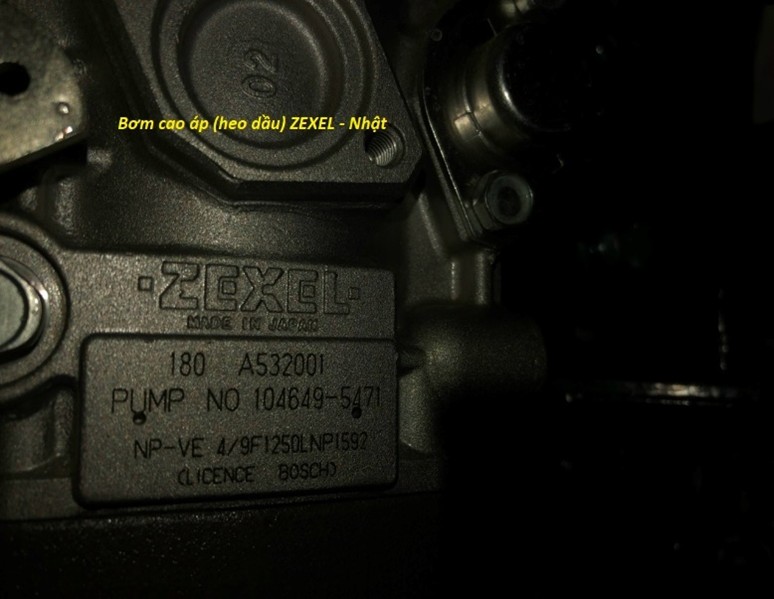 02
Bơm cao áp (heo dầu) ZEXEL - Nhật
·ZEXEL·
MADE IN JAPAN
180 A532001
PUMP NO 104649-5471
NP-VE 4/9F1250LNP1592
(LICENCE BOSCH)